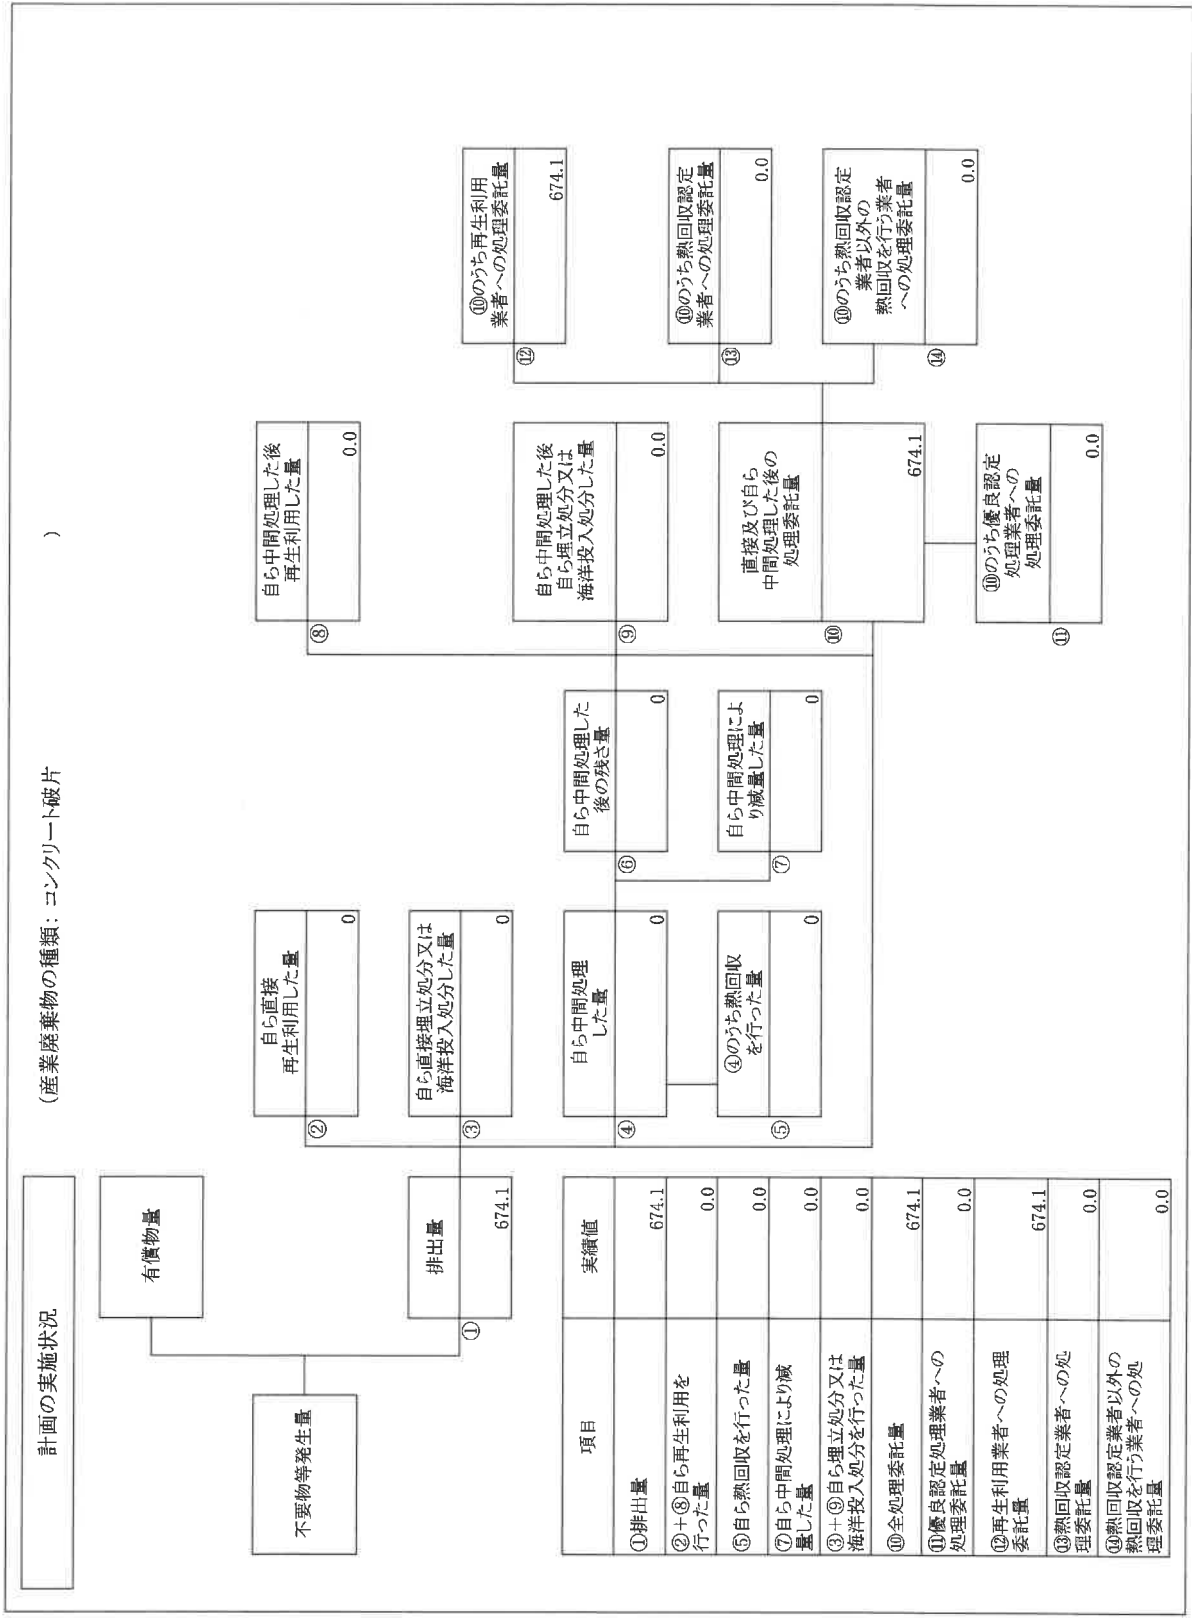 計画の実施状況
(産業廃棄物の種類：コンクリート破片
)
不要物等発生量
有償物量
①
排出量
674.1
②
自ら直接
再生利用した量
0
③
自ら直接埋立処分又は
海洋投入処分した量
0
④
自ら中間処理
した量
0
⑤
④のうち熱回収
を行った量
0
⑥
自ら中間処理した
後の残さ量
0
⑦
自ら中間処理によ
り減量した量
0
⑧
自ら中間処理した後
再生利用した量
0.0
⑨
自ら中間処理した後
自ら埋立処分又は
海洋投入処分した量
0.0
⑩
直接及び自ら
中間処理した後の
処理委託量
674.1
⑪
⑩のうち優良認定
処理業者への
処理委託量
0.0
⑫
⑩のうち再生利用
業者への処理委託量
674.1
⑬
⑩のうち熱回収認定
業者への処理委託量
0.0
⑭
⑩のうち熱回収認定
業者以外の
熱回収を行う業者
への処理委託量
0.0
項目 実績値
①排出量 674.1
②＋⑧自ら再生利用を
行った量 0.0
⑤自ら熱回収を行った量 0.0
⑦自ら中間処理により減
量した量 0.0
③＋⑨自ら埋立処分又は
海洋投入処分を行った量 0.0
⑩全処理委託量 674.1
⑪優良認定処理業者への
処理委託量 0.0
⑫再生利用業者への処理
委託量 674.1
⑬熱回収認定業者への処
理委託量 0.0
⑭熱回収認定業者以外の
熱回収を行う業者への処
理委託量 0.0